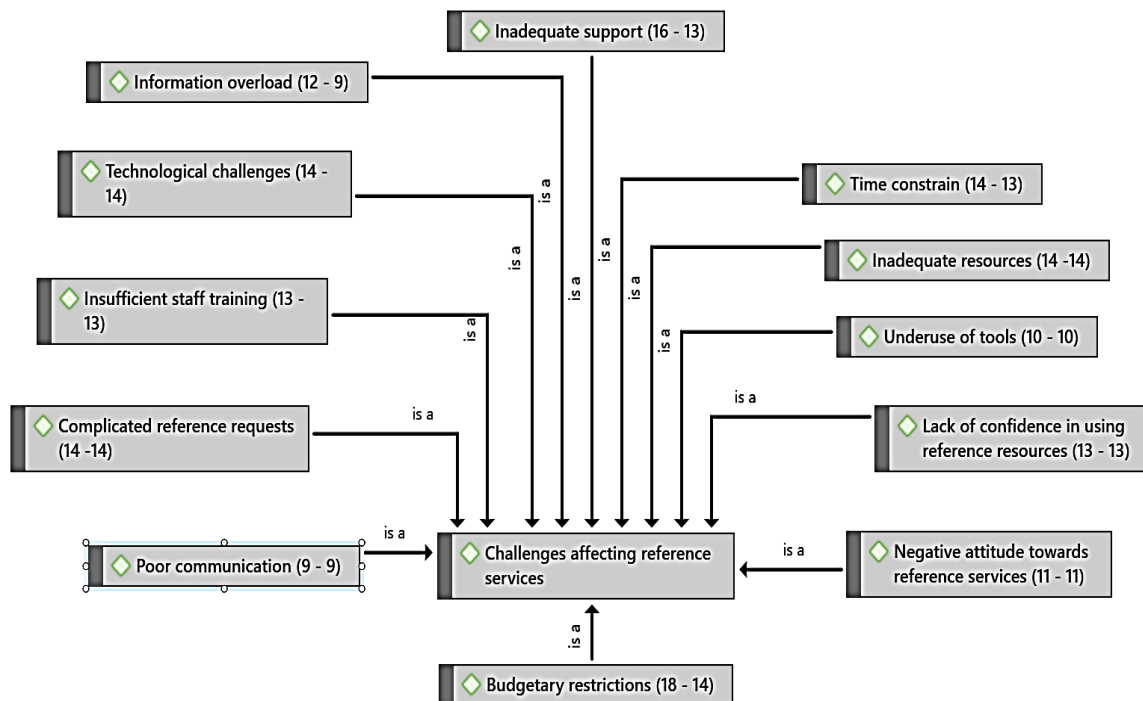 Inadequate support (16 - 13)
Information overload (12 - 9)
Technological challenges (14 -
14)
Time constrain (14 - 13)
is a
is a
is a
is a
is a
is a
is a
Inadequate resources (14 -14)
Insufficient staff training (13 -
13)
Underuse of tools (10 - 10)
is a
is a
Complicated reference requests
(14 -14)
Lack of confidence in using
reference resources (13 - 13)
is a
is a
Poor communication (9 - 9)
Challenges affecting reference
services
Negative attitude towards
reference services (11 - 11)
is a
Budgetary restrictions (18 - 14)